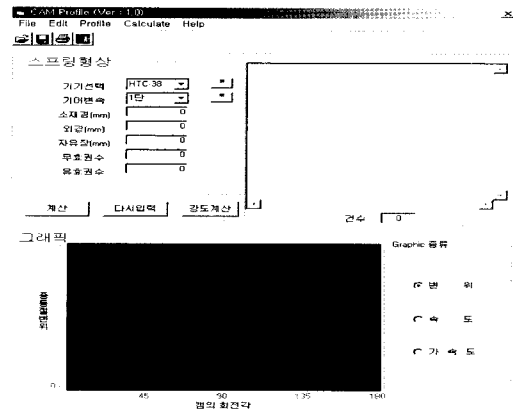 CAM Profile (Ver : 1.0)
File Edit Profile Calculate Help
스프링형상
기기선택 HTC-38
기어변속 1단
소재경(mm) 0
외경(mm) 0
자유장(mm) 0
무효권수 0
유효권수 0
계산 다시입력 강도계산
건수 0
그래픽
Graphic 종류
변 위
속 도
가 속 도
0
45 90 135 180
캠의 회전각